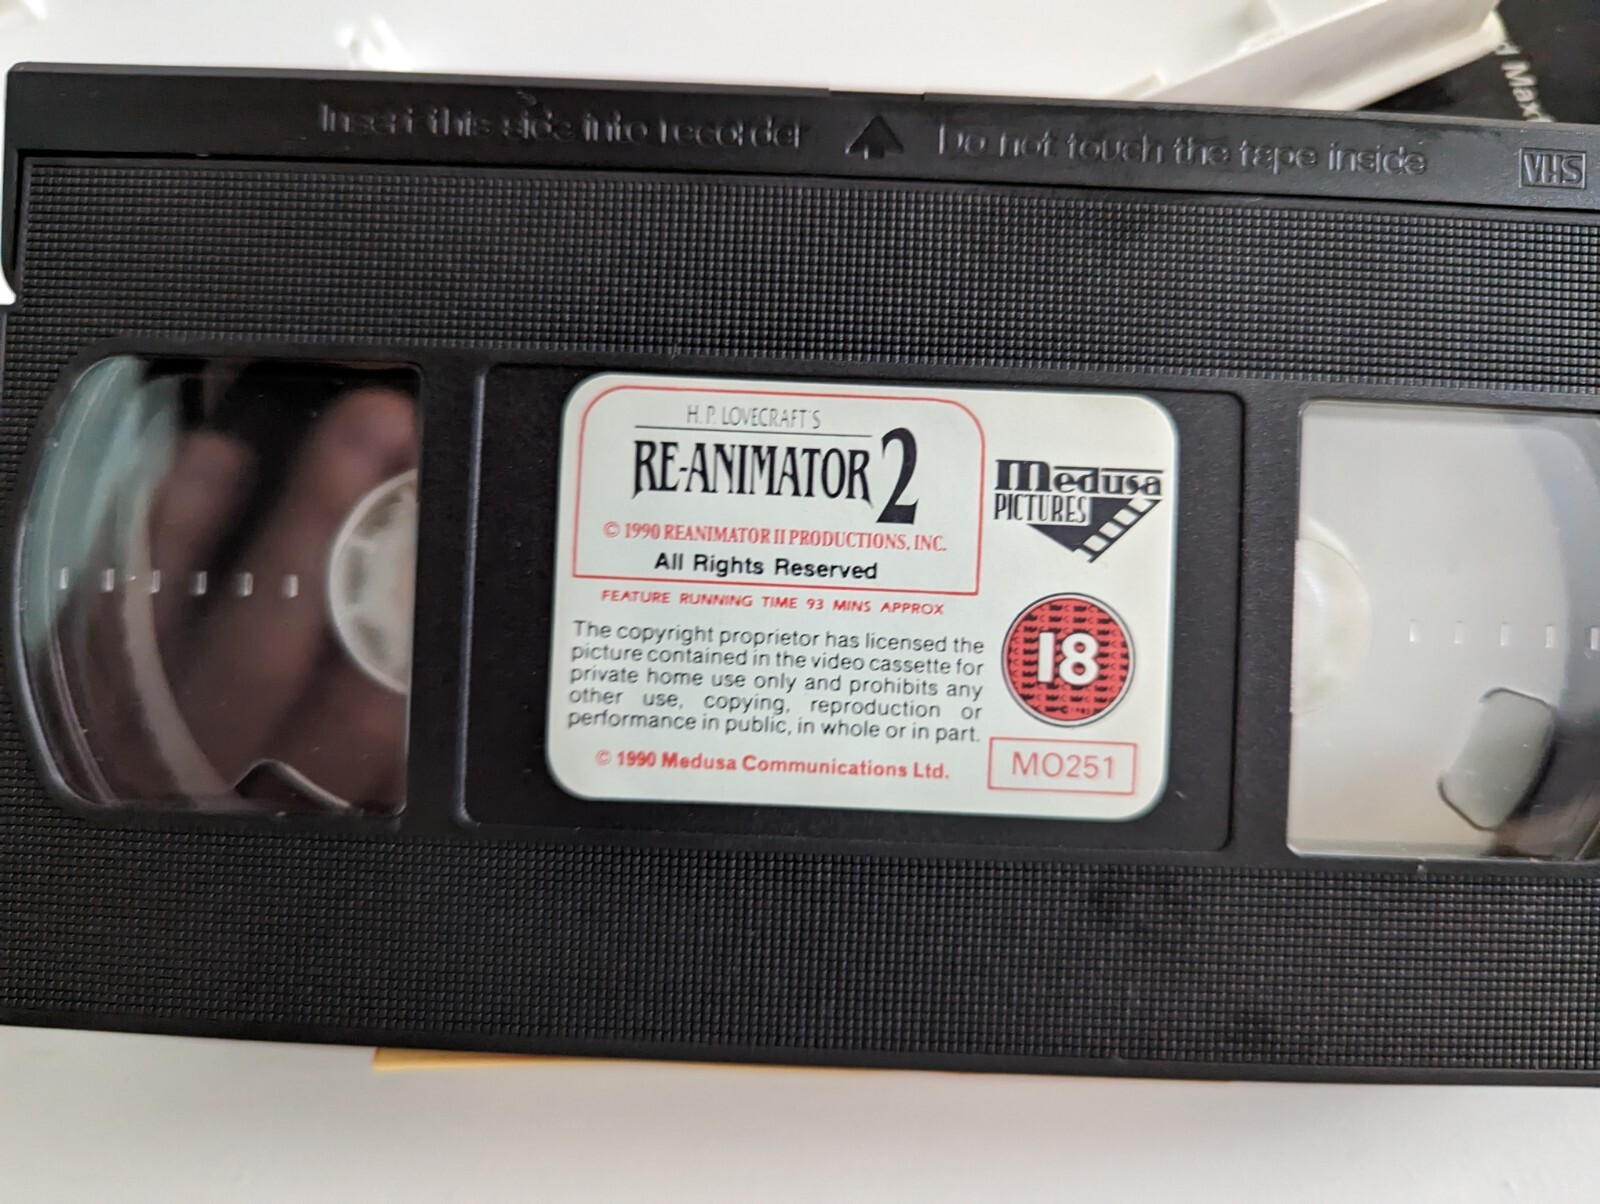 Insert this side into recorder
Do not touch the tape inside
VHS
H.P. LOVECRAFT'S
RE-ANIMATOR 2
© 1990 REANIMATOR II PRODUCTIONS, INC.
All Rights Reserved
FEATURE RUNNING TIME 93 MINS APPROX
The copyright proprietor has licensed the
picture contained in the video cassette for
private home use only and prohibits any
other use, copying, reproduction or
performance in public, in whole or in part.
© 1990 Medusa Communications Ltd.
Medusa
PICTURES
18
MO251